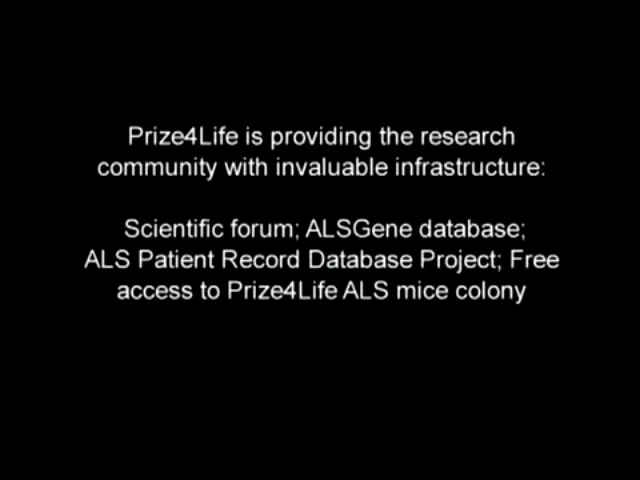 Prize4Life is providing the research
community with invaluable infrastructure:
Scientific forum; ALSGene database;
ALS Patient Record Database Project; Free
access to Prize4Life ALS mice colony